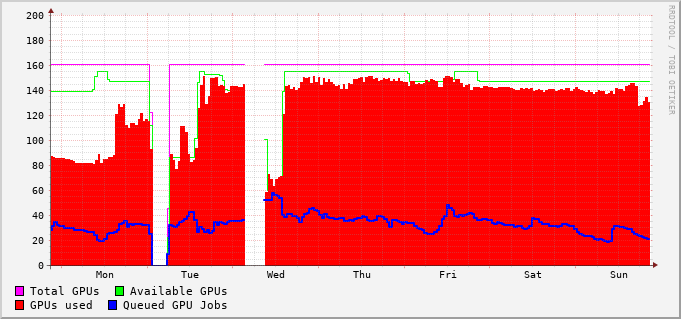 200
180
160
140
120
100
80
60
40
20
0
Mon Tue Wed Thu Fri Sat Sun
Total GPUs Available GPUs
GPUs used Queued GPU Jobs
RRDTOOL / TOBI OETIKER